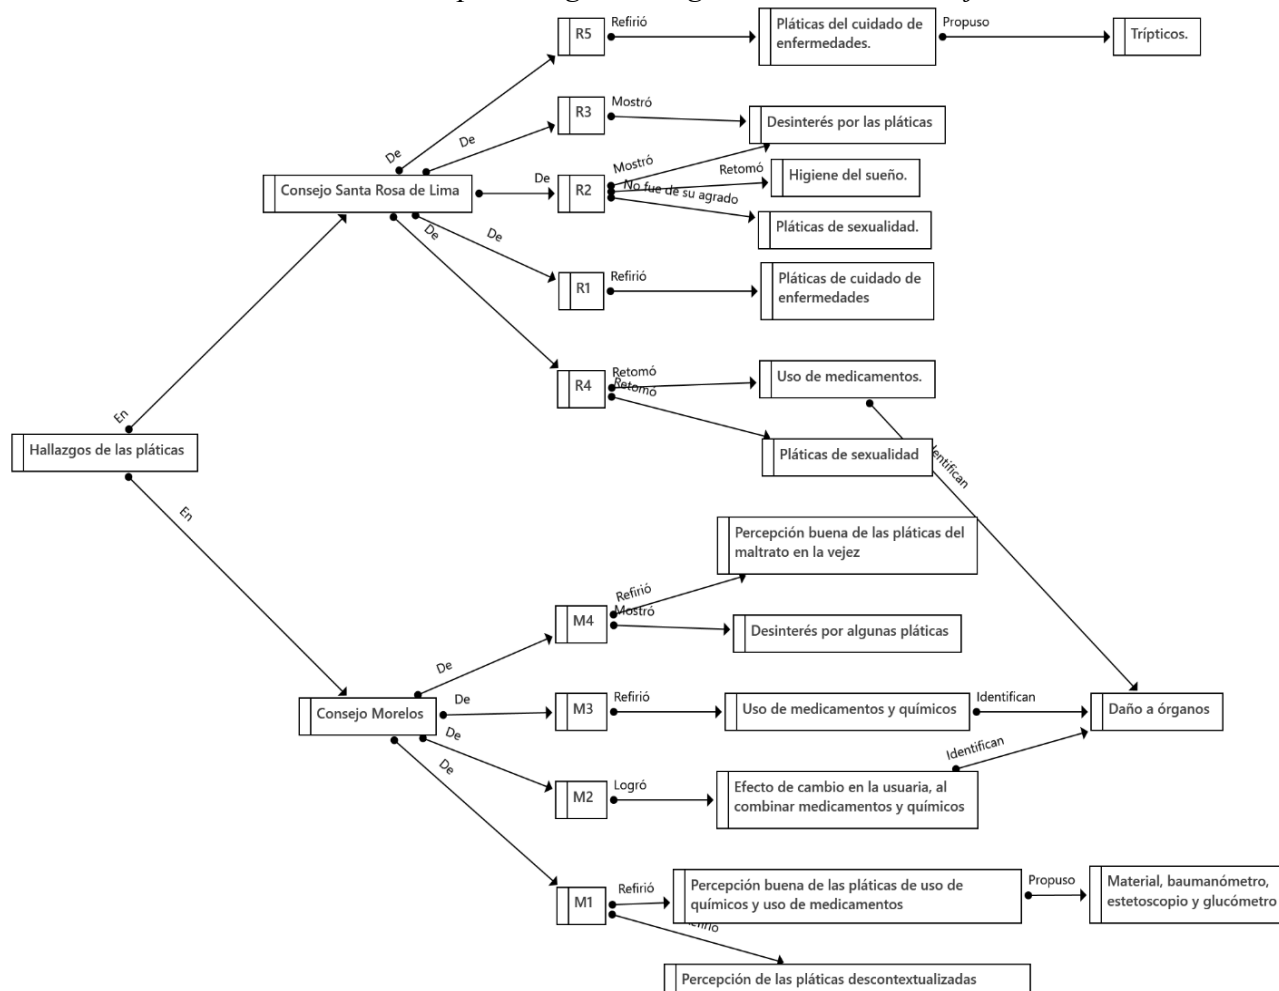 Refirió
R5
Pláticas del cuidado de
enfermedades.
Propuso
Trípticos.
De
R3
Mostró
Desinterés por las pláticas
De
Consejo Santa Rosa de Lima
De
R2
Mostró
Retomó
Higiene del sueño.
No fue de su agrado
Pláticas de sexualidad.
De
De
R1
Refirió
Pláticas de cuidado de
enfermedades
R4
Retomó
Uso de medicamentos.
Retomó
Pláticas de sexualidad
Identifican
En
Hallazgos de las pláticas
En
Percepción buena de las pláticas del
maltrato en la vejez
Refirió
M4
Mostró
Desinterés por algunas pláticas
De
Consejo Morelos
De
M3
Refirió
Uso de medicamentos y químicos
Identifican
Daño a órganos
De
M2
Logró
Efecto de cambio en la usuaria, al
combinar medicamentos y químicos
Identifican
De
M1
Refirió
Percepción buena de las pláticas de uso de
químicos y uso de medicamentos
Propuso
Material, baumanómetro,
estetoscopio y glucómetro
Percepción de las pláticas descontextualizadas